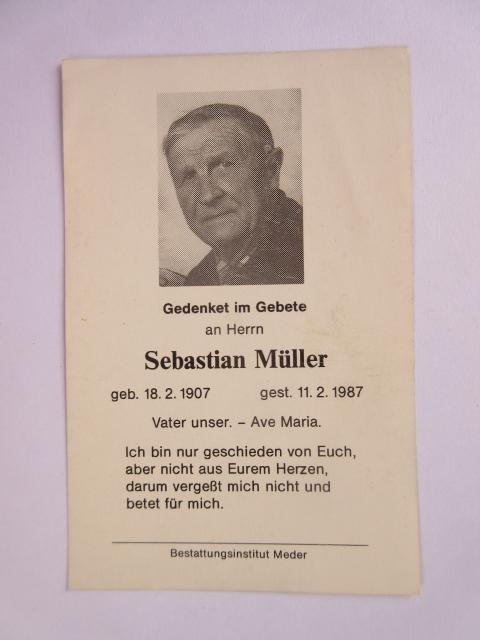 Gedenket im Gebete
an Herrn
Sebastian Müller
geb. 18. 2. 1907 gest. 11. 2. 1987
Vater unser. – Ave Maria.
Ich bin nur geschieden von Euch,
aber nicht aus Eurem Herzen,
darum vergeßt mich nicht und
betet für mich.
Bestattungsinstitut Meder